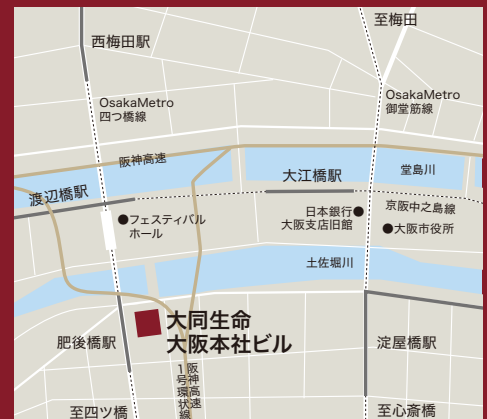 至梅田
西梅田駅
OsakaMetro
四つ橋線
OsakaMetro
御堂筋線
阪神高速
堂島川
大江橋駅
渡辺橋駅
フェスティバル
ホール
日本銀行
大阪支店旧館
京阪中之島線
大阪市役所
土佐堀川
大同生命
大阪本社ビル
肥後橋駅
淀屋橋駅
阪神高速
1号環状線
至四ツ橋
至心斎橋